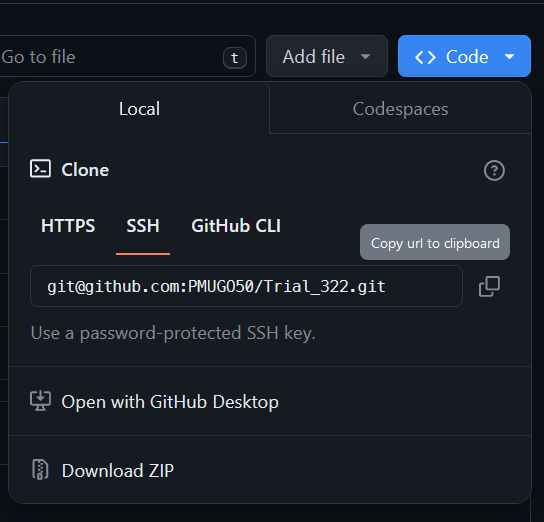 Go to file
t
Add file
Code
Local
Codespaces
Clone
HTTPS
SSH
GitHub CLI
Copy url to clipboard
git@github.com:PMUGO50/Trial_322.git
Use a password-protected SSH key.
Open with GitHub Desktop
Download ZIP